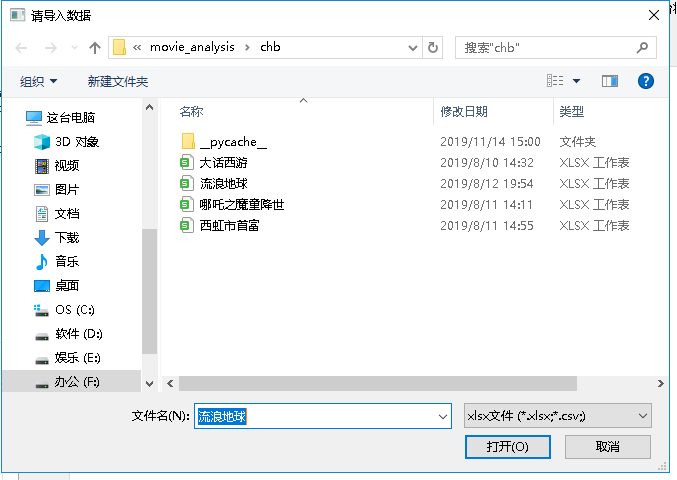 请导入数据
« movie_analysis › chb
搜索"chb"
组织 新建文件夹
名称 修改日期 类型
这台电脑
3D 对象
视频
图片
文档
下载
音乐
桌面
OS (C:)
软件 (D:)
娱乐 (E:)
办公 (F:)
__pycache__ 2019/11/14 15:00 文件夹
大话西游 2019/8/10 14:32 XLSX 工作表
流浪地球 2019/8/12 19:54 XLSX 工作表
哪吒之魔童降世 2019/8/11 14:11 XLSX 工作表
西虹市首富 2019/8/11 14:55 XLSX 工作表
文件名(N): 流浪地球 xlsx文件 (*.xlsx;*.csv;)
打开(O) 取消